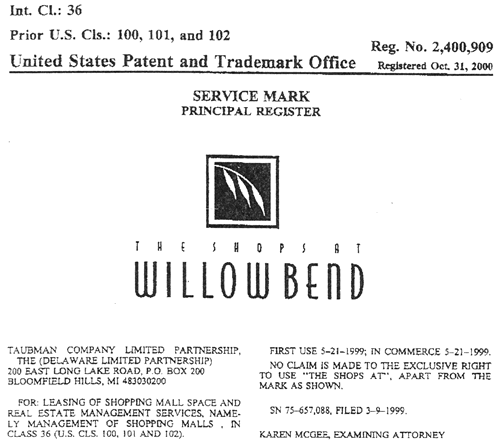 Int. Cl.: 36
Prior U.S. Cls.: 100, 101, and 102
Reg. No. 2,400,909
United States Patent and Trademark Office
Registered Oct. 31, 2000
SERVICE MARK
PRINCIPAL REGISTER
THE SHOPS AT
WILLOW BEND
TAUBMAN COMPANY LIMITED PARTNERSHIP,
THE (DELAWARE LIMITED PARTNERSHIP)
200 EAST LONG LAKE ROAD, P.O. BOX 200
BLOOMFIELD HILLS, MI 483030200
FOR: LEASING OF SHOPPING MALL SPACE AND
REAL ESTATE MANAGEMENT SERVICES, NAME-
LY MANAGEMENT OF SHOPPING MALLS , IN
CLASS 36 (U.S. CLS. 100, 101 AND 102).
FIRST USE 5-21-1999; IN COMMERCE 5-21-1999.
NO CLAIM IS MADE TO THE EXCLUSIVE RIGHT
TO USE "THE SHOPS AT", APART FROM THE
MARK AS SHOWN.
SN 75-657,088, FILED 3-9-1999.
KAREN MCGEE, EXAMINING ATTORNEY